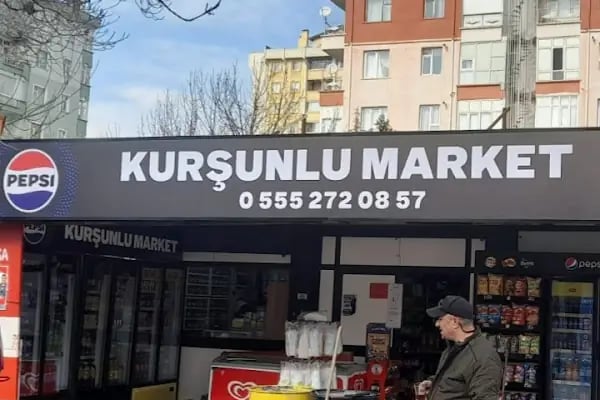 PEPSI
KURŞUNLU MARKET
0 555 272 08 57
KURŞUNLU MARKET
pepsi